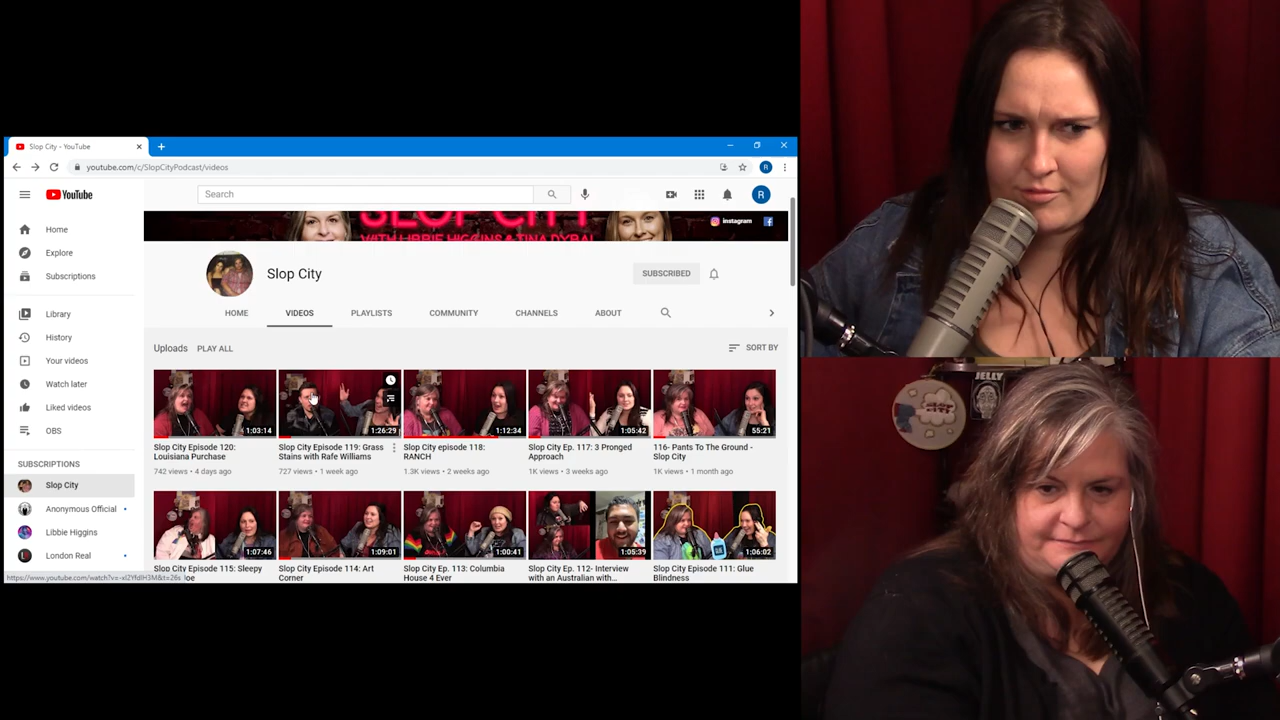 Slop City - YouTube
youtube.com/c/SlopCityPodcast/videos
YouTube
Search
R
R
SLOP CITY
WITH LIBBIE HIGGINS & TINA DYBAL
instagram
Slop City
SUBSCRIBED
HOME
VIDEOS
PLAYLISTS
COMMUNITY
CHANNELS
ABOUT
Home
Explore
Subscriptions
Library
History
Your videos
Watch later
Liked videos
OBS
SUBSCRIPTIONS
Slop City
Anonymous Official
Libbie Higgins
London Real
Uploads
PLAY ALL
SORT BY
1:03:14
Slop City Episode 120:
Louisiana Purchase
742 views • 4 days ago
1:26:29
Slop City Episode 119: Grass
Stains with Rafe Williams
727 views • 1 week ago
1:12:34
Slop City episode 118:
RANCH
1.3K views • 2 weeks ago
1:05:42
Slop City Ep. 117: 3 Pronged
Approach
1K views • 3 weeks ago
55:21
116- Pants To The Ground -
Slop City
1K views • 1 month ago
1:07:46
Slop City Episode 115: Sleepy
1:09:01
Slop City Episode 114: Art
Corner
1:00:41
Slop City Ep. 113: Columbia
House 4 Ever
1:05:39
Slop City Ep. 112- Interview
with an Australian with...
1:06:02
Slop City Episode 111: Glue
Blindness
JELLY